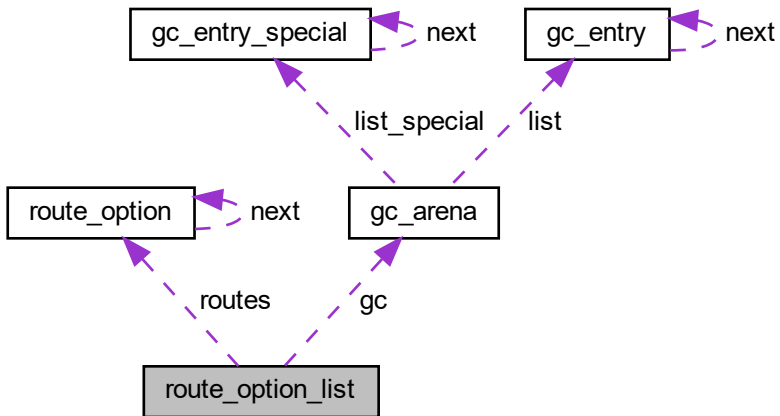 gc_entry_special
next
gc_entry
next
list_special
list
route_option
next
gc_arena
routes
gc
route_option_list